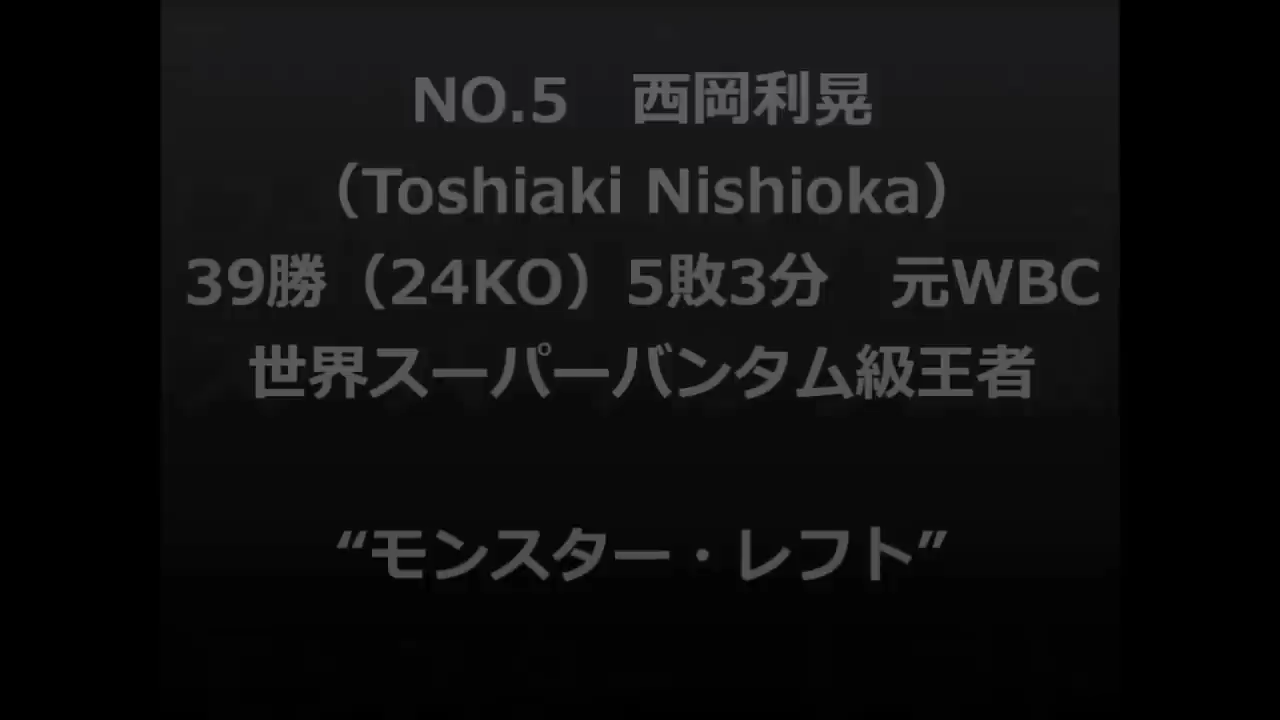 NO.5　西岡利晃
（Toshiaki Nishioka）
39勝（24KO）5敗3分　元WBC
世界スーパーバンタム級王者
“モンスター・レフト”